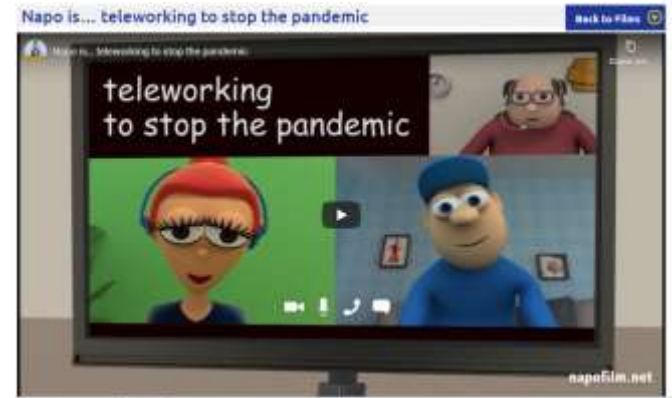 Napo is.... teleworking to stop the pandemic
Back to Films
Napo is... teleworking to stop the pandemic
teleworking
to stop the pandemic
napofilm.net